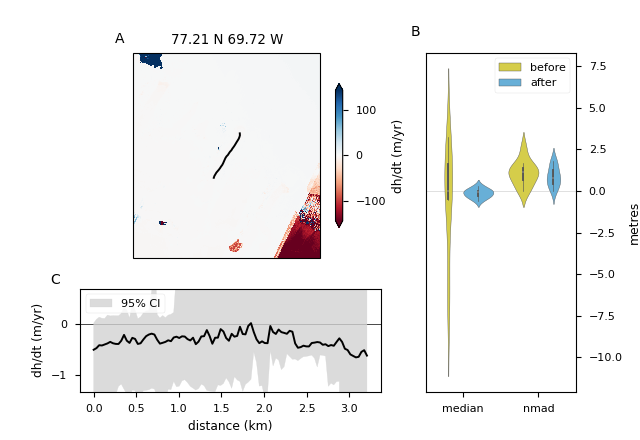 A
77.21 N 69.72 W
100
0
−100
dh/dt (m/yr)
B
before
after
7.5
5.0
2.5
0.0
−2.5
−5.0
−7.5
−10.0
metres
median
nmad
C
95% CI
0
−1
dh/dt (m/yr)
0.0 0.5 1.0 1.5 2.0 2.5 3.0
distance (km)